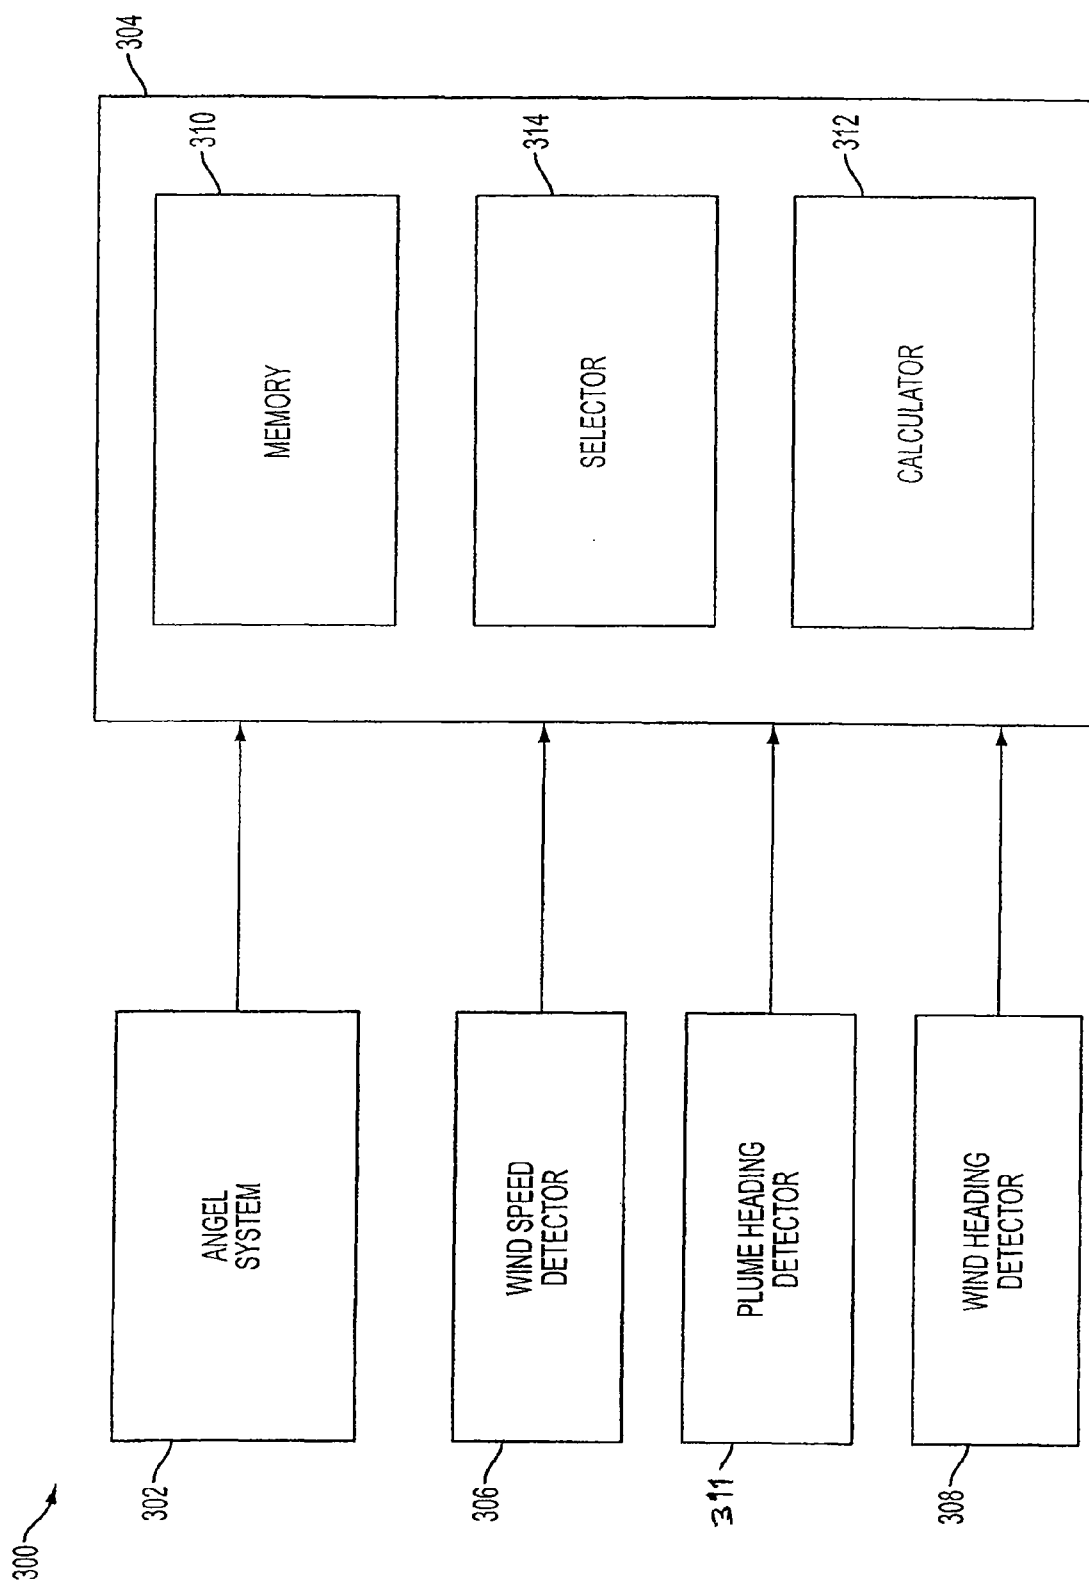 300
302
ANGEL
SYSTEM
306
WIND SPEED
DETECTOR
311
PLUME HEADING
DETECTOR
308
WIND HEADING
DETECTOR
304
310
MEMORY
314
SELECTOR
312
CALCULATOR